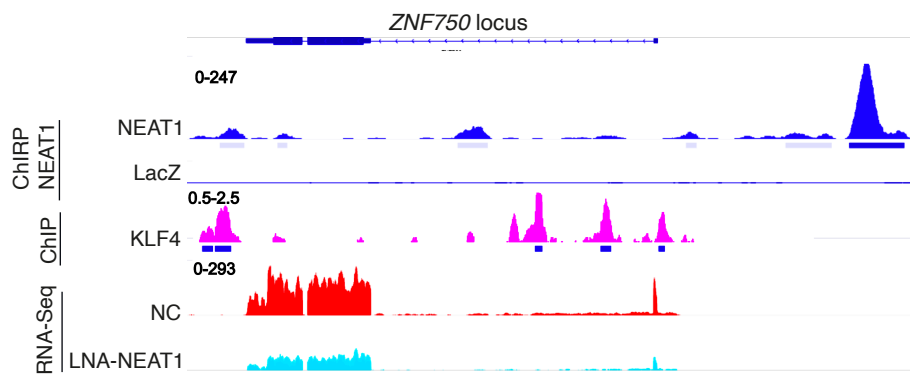 ZNF750 locus
0-247
ChIRP
NEAT1
NEAT1
LacZ
0.5-2.5
ChIP
KLF4
0-293
RNA-Seq
NC
LNA-NEAT1